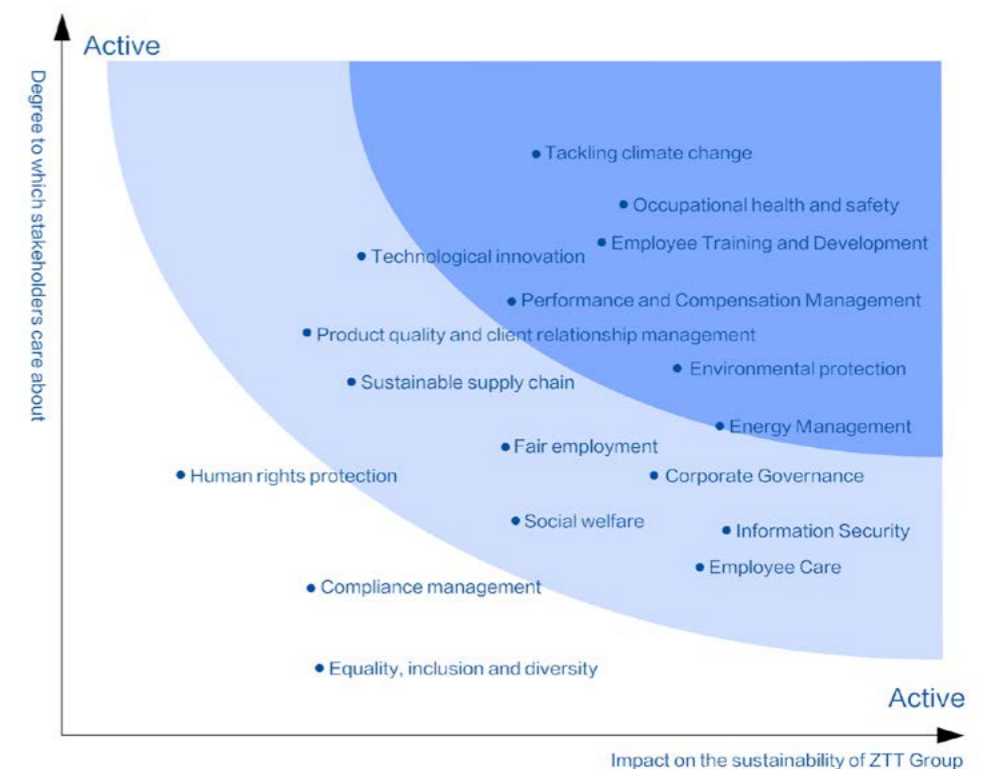 Active
Degree to which stakeholders care about
Tackling climate change
Occupational health and safety
Employee Training and Development
Technological innovation
Performance and Compensation Management
Product quality and client relationship management
Environmental protection
Sustainable supply chain
Energy Management
Fair employment
Human rights protection
Corporate Governance
Social welfare
Information Security
Employee Care
Compliance management
Equality, inclusion and diversity
Active
Impact on the sustainability of ZTT Group